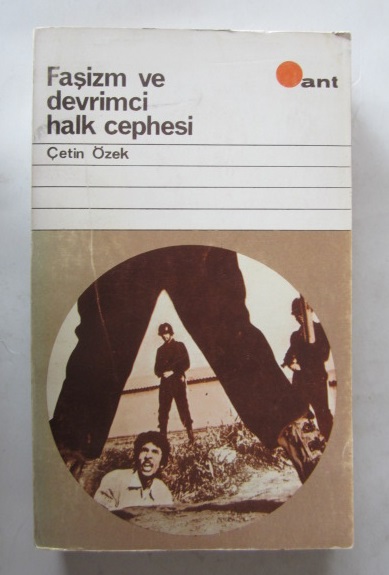 Faşizm ve
devrimci
halk cephesi
ant
Çetin Özek